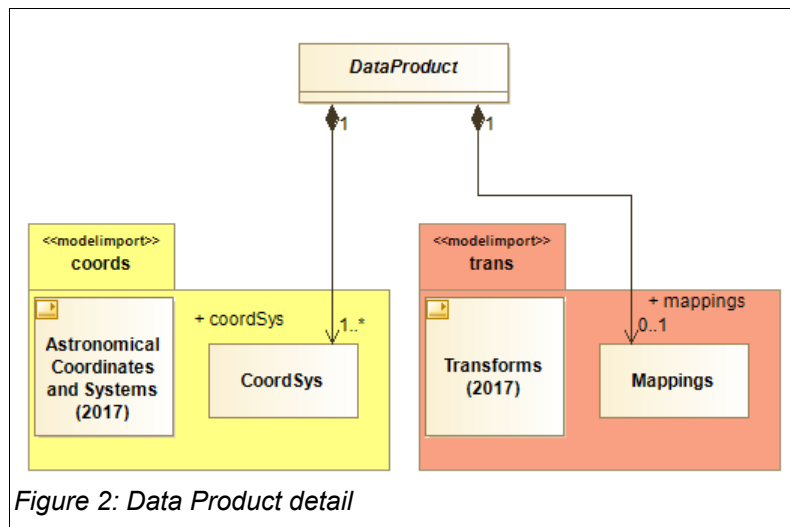 DataProduct
1
1
<<modelimport>>
coords
<<modelimport>>
trans
+ coordSys
1..*
Astronomical
Coordinates
and Systems
(2017)
CoordSys
+ mappings
0..1
Transforms
(2017)
Mappings
Figure 2: Data Product detail